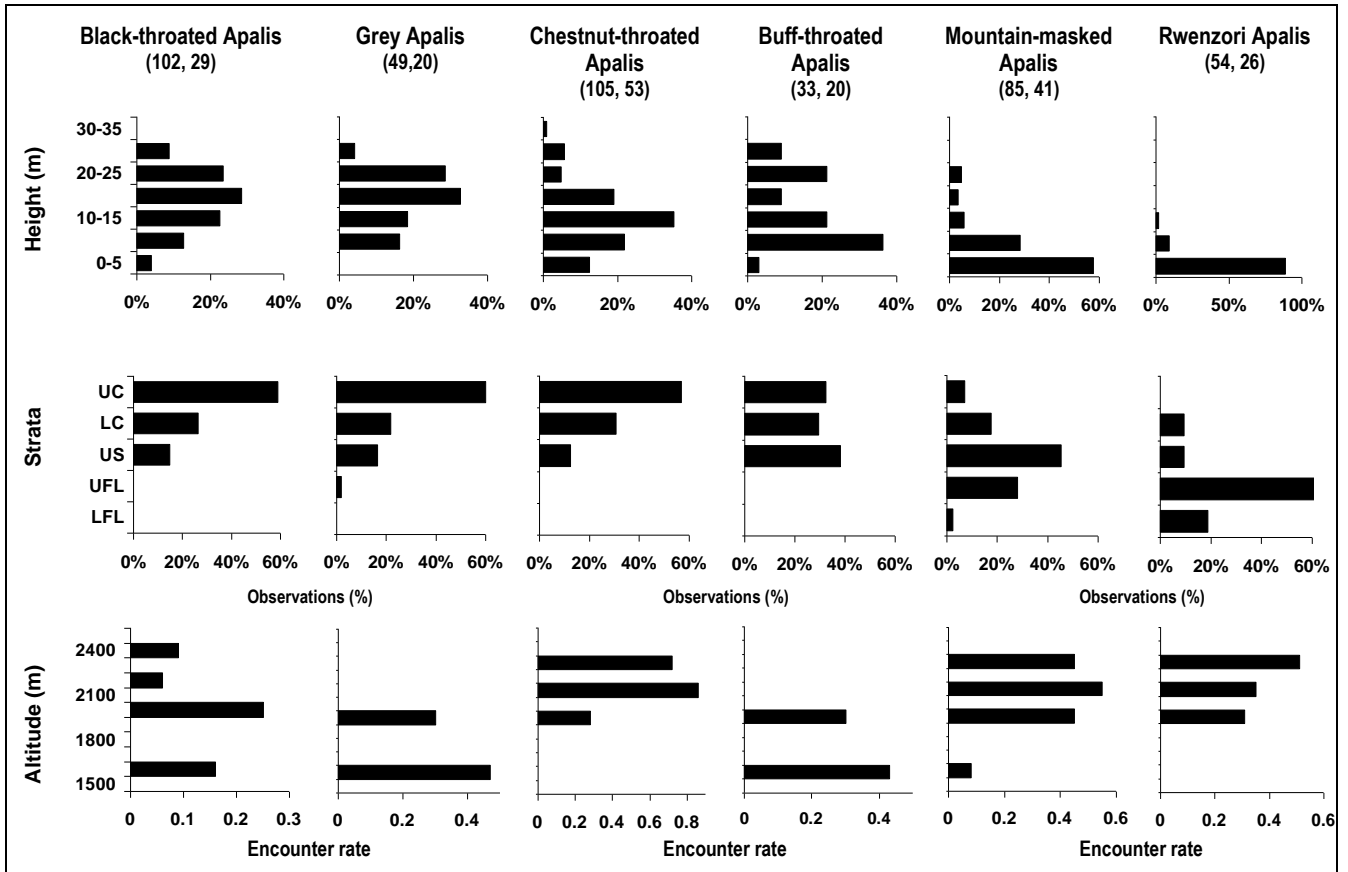 Black-throated Apalis
(102, 29)
Grey Apalis
(49,20)
Chestnut-throated
Apalis
(105, 53)
Buff-throated
Apalis
(33, 20)
Mountain-masked
Apalis
(85, 41)
Rwenzori Apalis
(54, 26)
Height (m)
30-35
20-25
10-15
0-5
0% 20% 40%
0% 20% 40%
0% 20% 40%
0% 20% 40%
0% 20% 40% 60%
0% 50% 100%
Strata
UC
LC
US
UFL
LFL
0% 20% 40% 60%
0% 20% 40% 60%
0% 20% 40% 60%
0% 20% 40% 60%
0% 20% 40% 60%
0% 20% 40% 60%
Observations (%)
Observations (%)
Observations (%)
Altitude (m)
2400
2100
1800
1500
0 0.1 0.2 0.3
0 0.2 0.4
0 0.2 0.4 0.6 0.8
0 0.2 0.4
0 0.2 0.4 0.6
0 0.2 0.4 0.6
Encounter rate
Encounter rate
Encounter rate